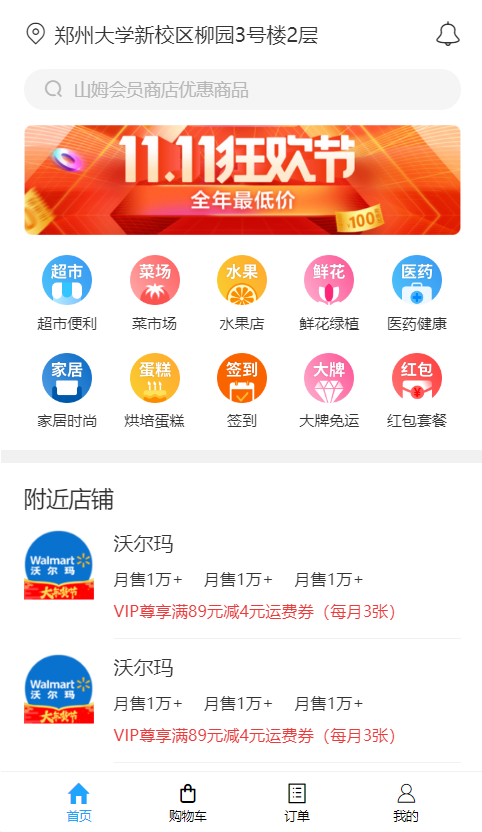 郑州大学新校区柳园3号楼2层
山姆会员商店优惠商品
11.11狂欢节
全年最低价
100
超市 菜场 水果 鲜花 医药
超市便利 菜市场 水果店 鲜花绿植 医药健康
家居 蛋糕 签到 大牌 红包
家居时尚 烘培蛋糕 签到 大牌免运 红包套餐
附近店铺
沃尔玛
Walmart
沃尔玛
月售1万+ 月售1万+ 月售1万+
VIP尊享满89元减4元运费券（每月3张）
沃尔玛
Walmart
沃尔玛
月售1万+ 月售1万+ 月售1万+
VIP尊享满89元减4元运费券（每月3张）
首页 购物车 订单 我的